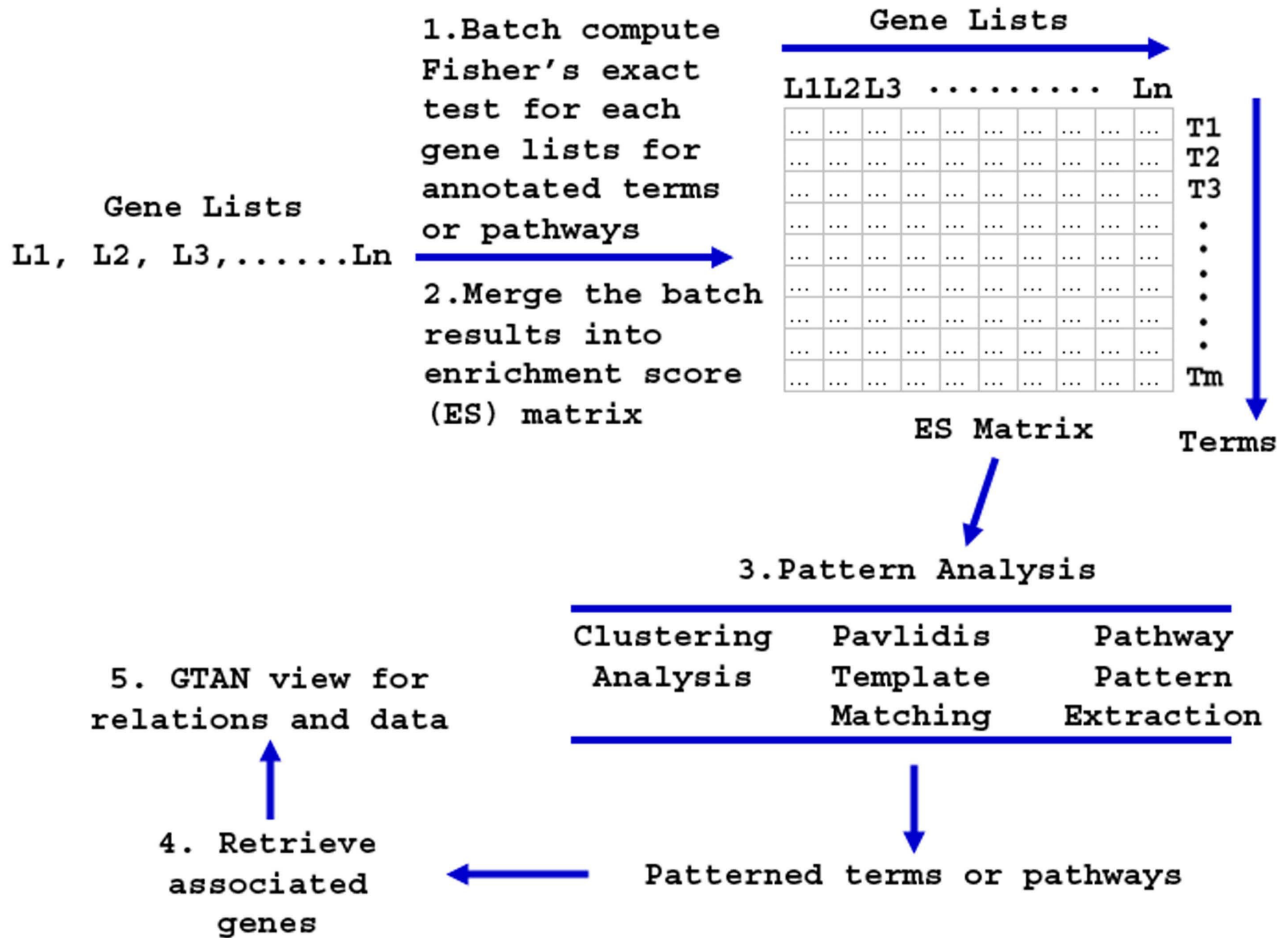 Gene Lists
L1, L2, L3,......Ln
1.Batch compute
Fisher's exact
test for each
gene lists for
annotated terms
or pathways
2.Merge the batch
results into
enrichment score
(ES) matrix
Gene Lists
L1L2L3 ········· Ln
... ... ... ... ... ... ... ... ... ... T1
... ... ... ... ... ... ... ... ... ... T2
... ... ... ... ... ... ... ... ... ... T3
... ... ... ... ... ... ... ... ... ...
... ... ... ... ... ... ... ... ... ...
... ... ... ... ... ... ... ... ... ...
... ... ... ... ... ... ... ... ... ...
... ... ... ... ... ... ... ... ... ...
... ... ... ... ... ... ... ... ... ... Tm
ES Matrix
Terms
3.Pattern Analysis
Clustering
Analysis
Pavlidis
Template
Matching
Pathway
Pattern
Extraction
Patterned terms or pathways
4. Retrieve
associated
genes
5. GTAN view for
relations and data